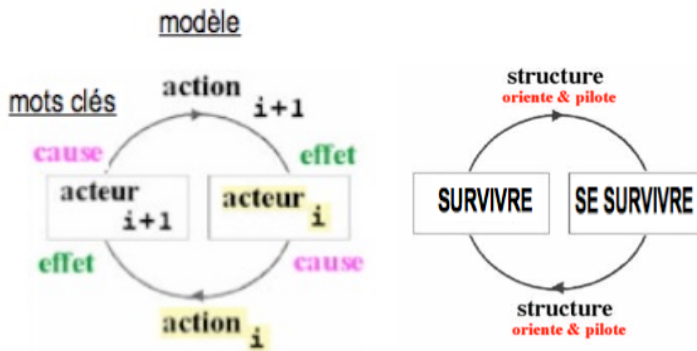 modèle
mots clés
action i+1
cause
effet
acteur i+1
acteur i
effet
cause
action i
structure
oriente & pilote
SURVIVRE
SE SURVIVRE
structure
oriente & pilote